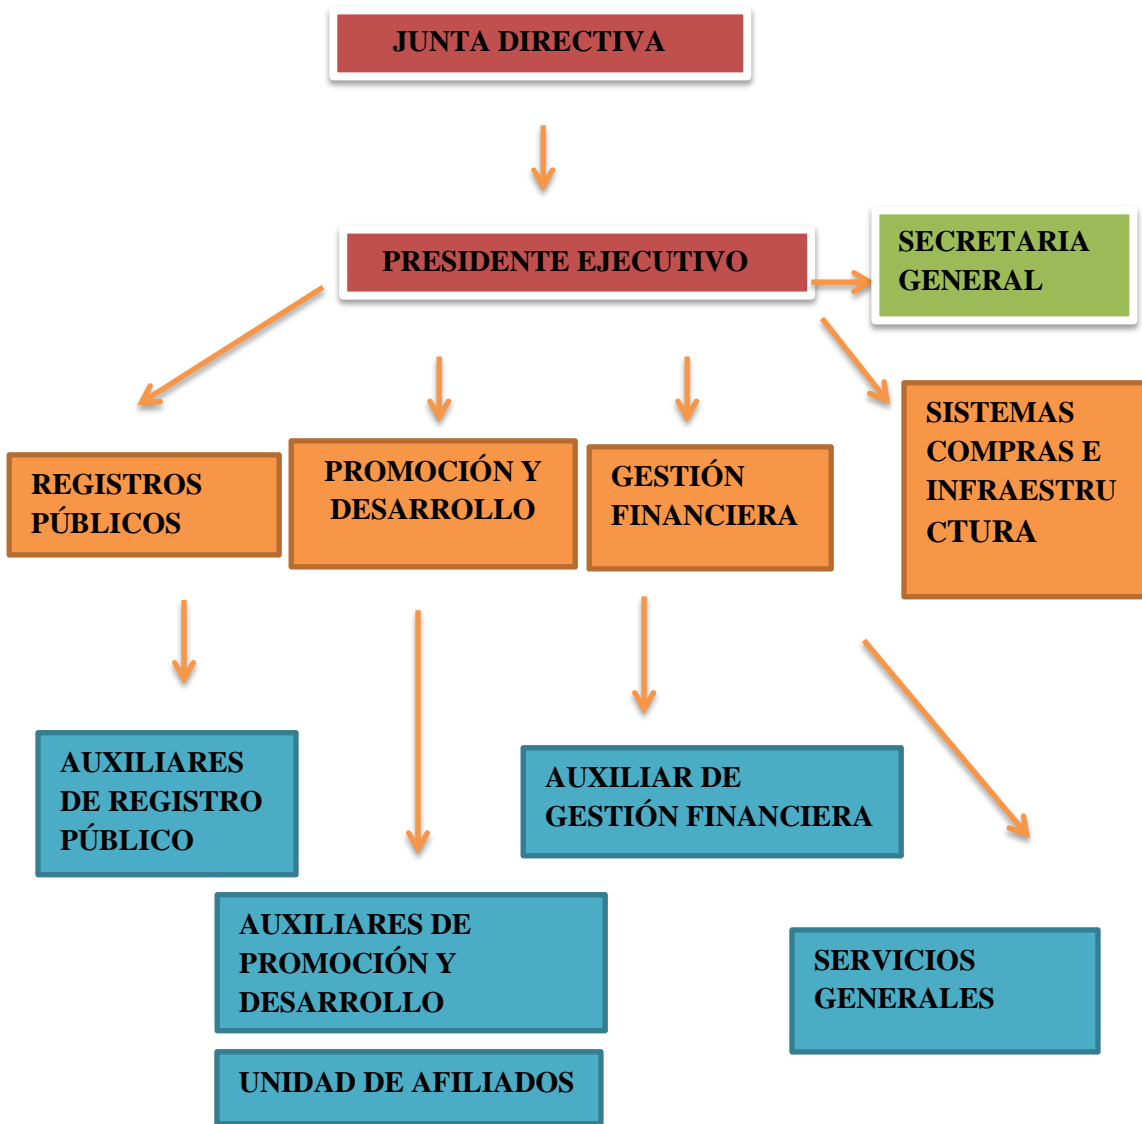 JUNTA DIRECTIVA
PRESIDENTE EJECUTIVO
SECRETARIA
GENERAL
REGISTROS
PÚBLICOS
PROMOCIÓN Y
DESARROLLO
GESTIÓN
FINANCIERA
SISTEMAS
COMPRAS E
INFRAESTRU
CTURA
AUXILIARES
DE REGISTRO
PÚBLICO
AUXILIAR DE
GESTIÓN FINANCIERA
AUXILIARES DE
PROMOCIÓN Y
DESARROLLO
SERVICIOS
GENERALES
UNIDAD DE AFILIADOS